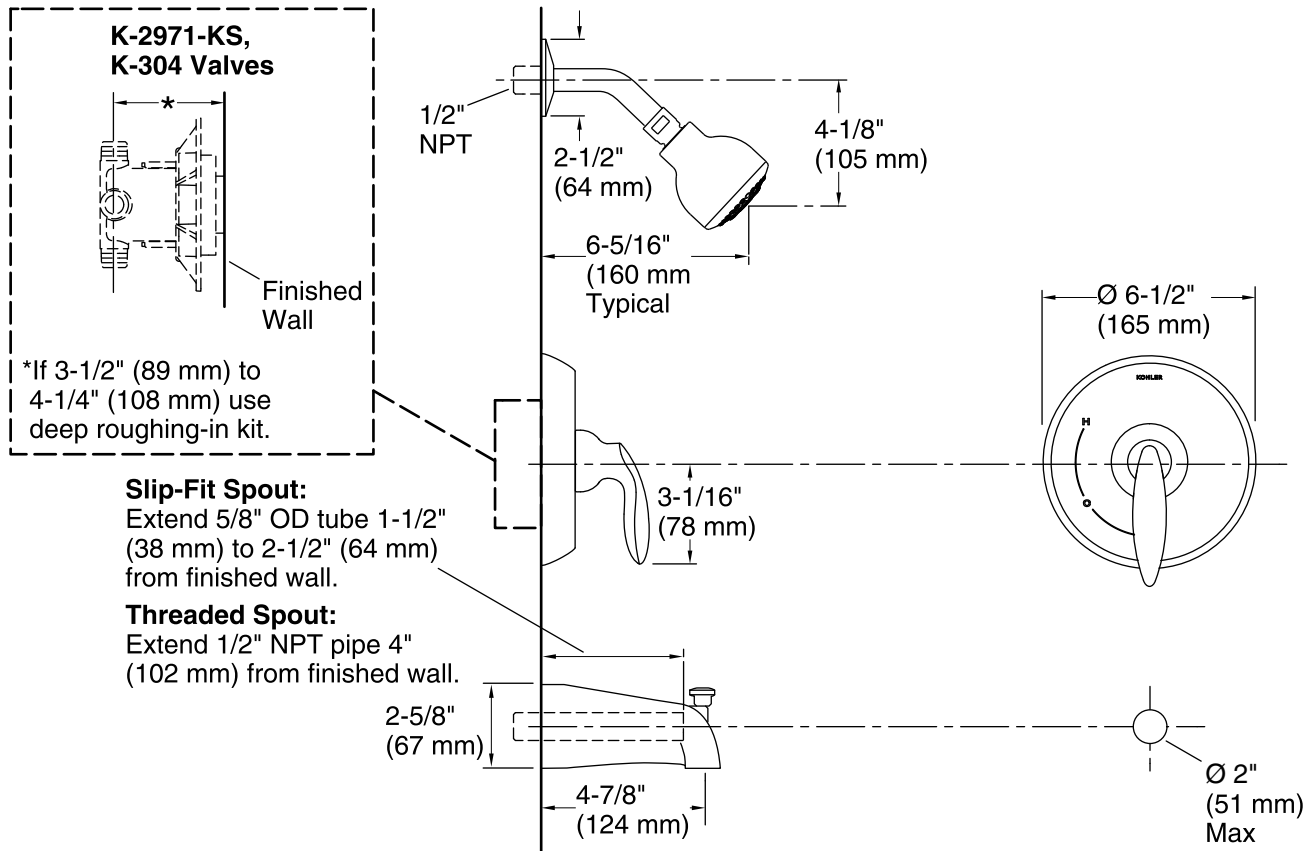 K-2971-KS,
K-304 Valves
*
Finished
Wall
*If 3-1/2" (89 mm) to
4-1/4" (108 mm) use
deep roughing-in kit.
1/2"
NPT
2-1/2"
(64 mm)
4-1/8"
(105 mm)
6-5/16"
(160 mm
Typical
Ø 6-1/2"
(165 mm)
KOHLER
H
O
3-1/16"
(78 mm)
Slip-Fit Spout:
Extend 5/8" OD tube 1-1/2"
(38 mm) to 2-1/2" (64 mm)
from finished wall.
Threaded Spout:
Extend 1/2" NPT pipe 4"
(102 mm) from finished wall.
2-5/8"
(67 mm)
4-7/8"
(124 mm)
Ø 2"
(51 mm)
Max